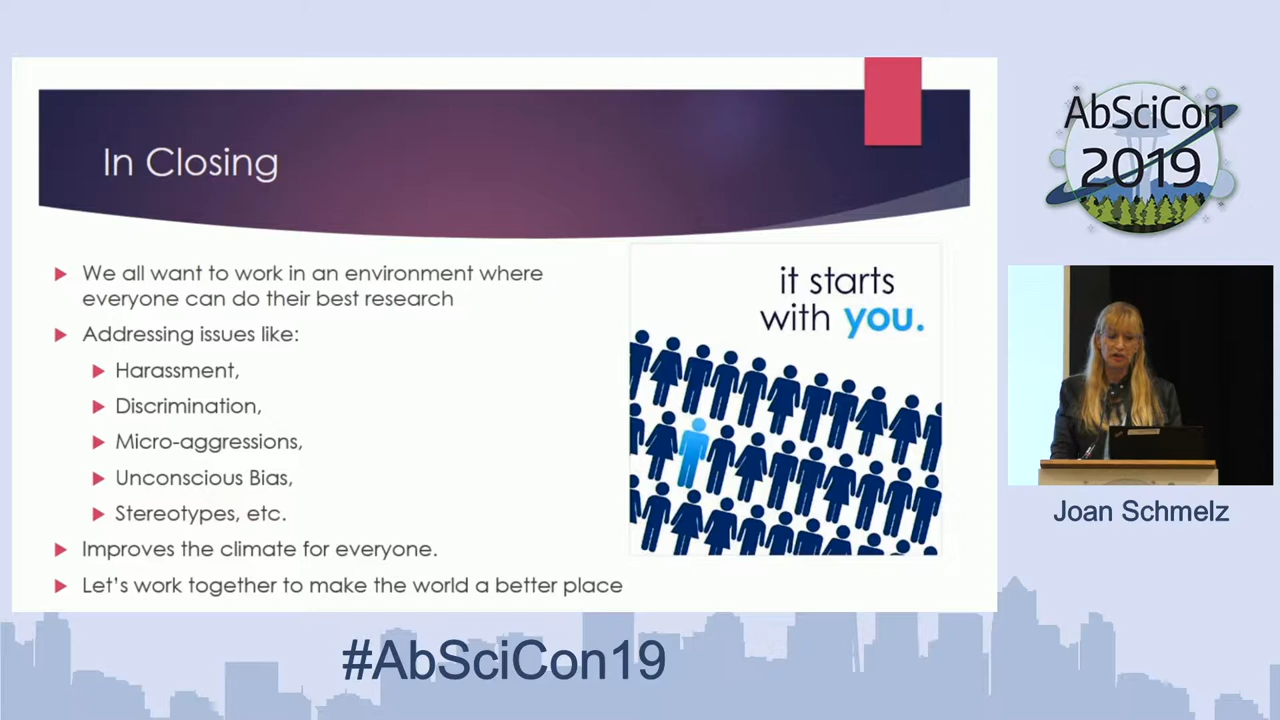 In Closing
We all want to work in an environment where
everyone can do their best research
Addressing issues like:
Harassment,
Discrimination,
Micro-aggressions,
Unconscious Bias,
Stereotypes, etc.
Improves the climate for everyone.
Let's work together to make the world a better place
it starts
with you.
AbSciCon
2019
Joan Schmelz
#AbSciCon19